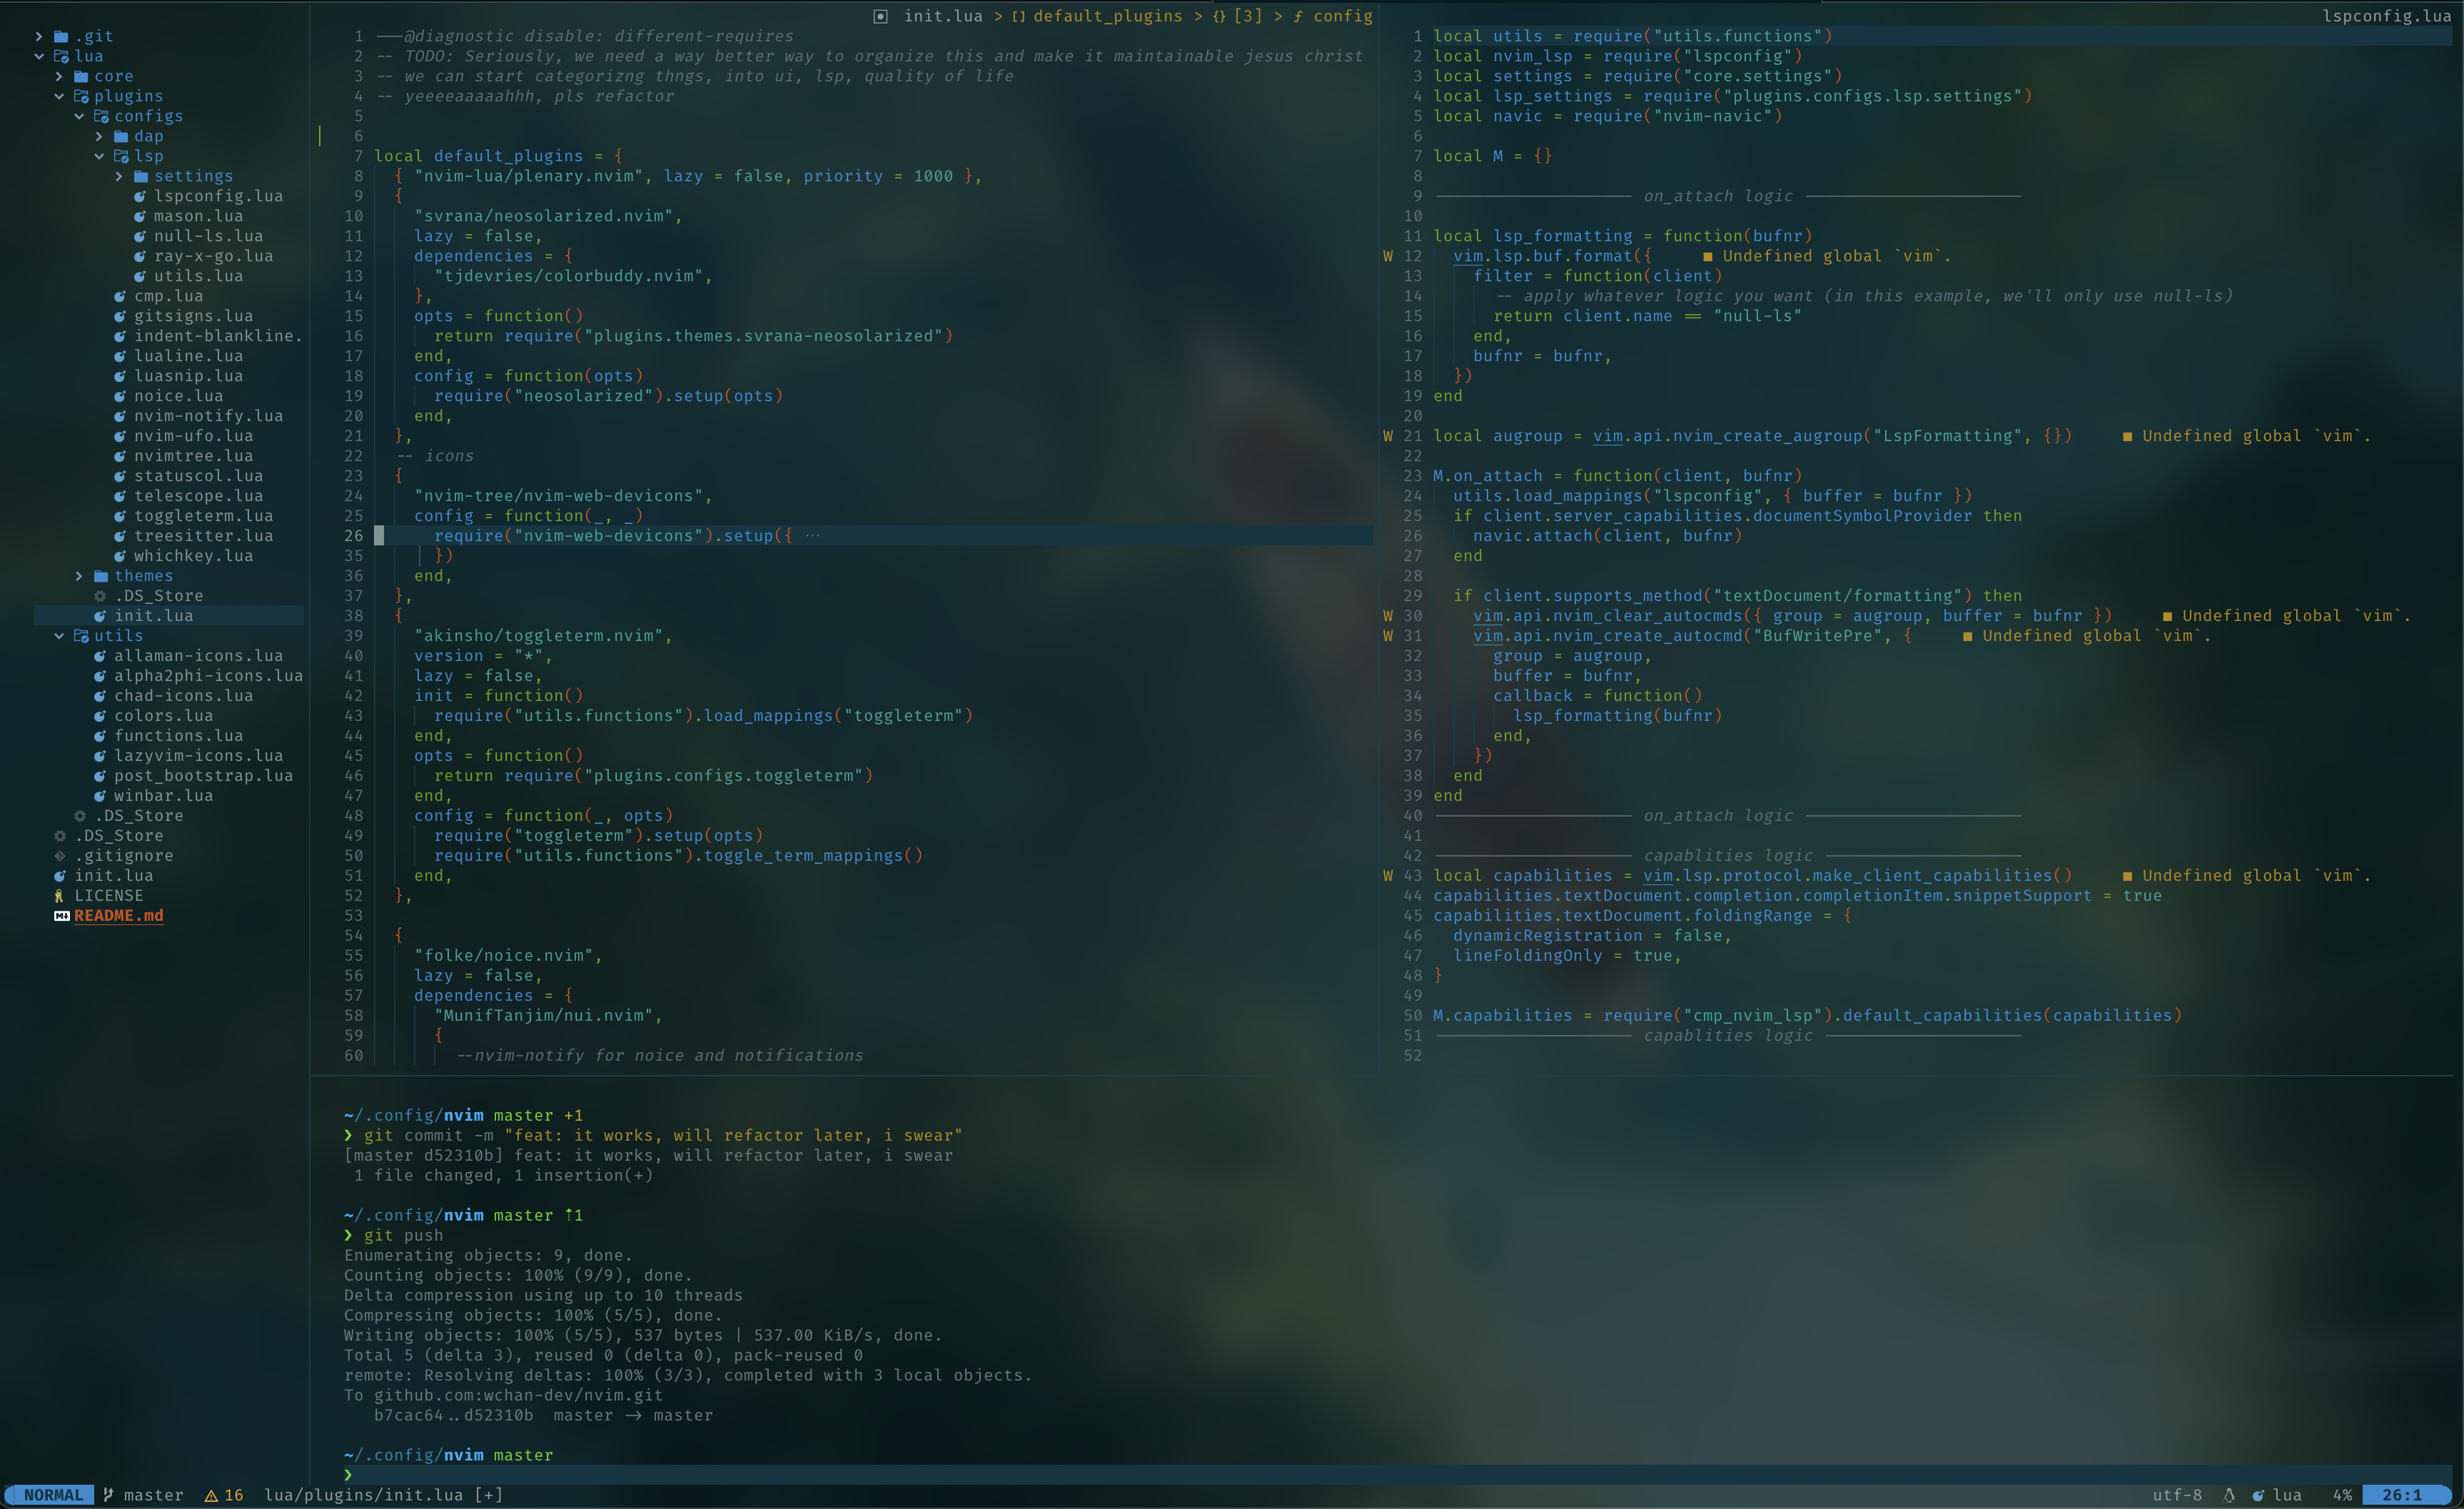 .git
lua
core
plugins
configs
dap
lsp
settings
lspconfig.lua
mason.lua
null-ls.lua
ray-x-go.lua
utils.lua
cmp.lua
gitsigns.lua
indent-blankline.
lualine.lua
luasnip.lua
noice.lua
nvim-notify.lua
nvim-ufo.lua
nvimtree.lua
statuscol.lua
telescope.lua
toggleterm.lua
treesitter.lua
whichkey.lua
themes
.DS_Store
init.lua
utils
allaman-icons.lua
alpha2phi-icons.lua
chad-icons.lua
colors.lua
functions.lua
lazyvim-icons.lua
post_bootstrap.lua
winbar.lua
.DS_Store
.DS_Store
.gitignore
init.lua
LICENSE
README.md
init.lua > [] default_plugins > {} [3] > ƒ config
1 ---@diagnostic disable: different-requires
2 -- TODO: Seriously, we need a way better way to organize this and make it maintainable jesus christ
3 -- we can start categorizng thngs, into ui, lsp, quality of life
4 -- yeeeeaaaaahhh, pls refactor
5
6
7 local default_plugins = {
8 { "nvim-lua/plenary.nvim", lazy = false, priority = 1000 },
9 {
10 "svrana/neosolarized.nvim",
11 lazy = false,
12 dependencies = {
13 "tjdevries/colorbuddy.nvim",
14 },
15 opts = function()
16 return require("plugins.themes.svrana-neosolarized")
17 end,
18 config = function(opts)
19 require("neosolarized").setup(opts)
20 end,
21 },
22 -- icons
23 {
24 "nvim-tree/nvim-web-devicons",
25 config = function(_, _)
26 require("nvim-web-devicons").setup({ ···
35 })
36 end,
37 },
38 {
39 "akinsho/toggleterm.nvim",
40 version = "*",
41 lazy = false,
42 init = function()
43 require("utils.functions").load_mappings("toggleterm")
44 end,
45 opts = function()
46 return require("plugins.configs.toggleterm")
47 end,
48 config = function(_, opts)
49 require("toggleterm").setup(opts)
50 require("utils.functions").toggle_term_mappings()
51 end,
52 },
53
54 {
55 "folke/noice.nvim",
56 lazy = false,
57 dependencies = {
58 "MunifTanjim/nui.nvim",
59 {
60 --nvim-notify for noice and notifications
lspconfig.lua
1 local utils = require("utils.functions")
2 local nvim_lsp = require("lspconfig")
3 local settings = require("core.settings")
4 local lsp_settings = require("plugins.configs.lsp.settings")
5 local navic = require("nvim-navic")
6
7 local M = {}
8
9 -------------------- on_attach logic ----------------------
10
11 local lsp_formatting = function(bufnr)
W 12 vim.lsp.buf.format({ ■ Undefined global `vim`.
13 filter = function(client)
14 -- apply whatever logic you want (in this example, we'll only use null-ls)
15 return client.name == "null-ls"
16 end,
17 bufnr = bufnr,
18 })
19 end
20
W 21 local augroup = vim.api.nvim_create_augroup("LspFormatting", {}) ■ Undefined global `vim`.
22
23 M.on_attach = function(client, bufnr)
24 utils.load_mappings("lspconfig", { buffer = bufnr })
25 if client.server_capabilities.documentSymbolProvider then
26 navic.attach(client, bufnr)
27 end
28
29 if client.supports_method("textDocument/formatting") then
W 30 vim.api.nvim_clear_autocmds({ group = augroup, buffer = bufnr }) ■ Undefined global `vim`.
W 31 vim.api.nvim_create_autocmd("BufWritePre", { ■ Undefined global `vim`.
32 group = augroup,
33 buffer = bufnr,
34 callback = function()
35 lsp_formatting(bufnr)
36 end,
37 })
38 end
39 end
40 -------------------- on_attach logic ----------------------
41
42 -------------------- capablities logic --------------------
W 43 local capabilities = vim.lsp.protocol.make_client_capabilities() ■ Undefined global `vim`.
44 capabilities.textDocument.completion.completionItem.snippetSupport = true
45 capabilities.textDocument.foldingRange = {
46 dynamicRegistration = false,
47 lineFoldingOnly = true,
48 }
49
50 M.capabilities = require("cmp_nvim_lsp").default_capabilities(capabilities)
51 -------------------- capablities logic --------------------
52
~/.config/nvim master +1
❯ git commit -m "feat: it works, will refactor later, i swear"
[master d52310b] feat: it works, will refactor later, i swear
1 file changed, 1 insertion(+)
~/.config/nvim master ⇡1
❯ git push
Enumerating objects: 9, done.
Counting objects: 100% (9/9), done.
Delta compression using up to 10 threads
Compressing objects: 100% (5/5), done.
Writing objects: 100% (5/5), 537 bytes | 537.00 KiB/s, done.
Total 5 (delta 3), reused 0 (delta 0), pack-reused 0
remote: Resolving deltas: 100% (3/3), completed with 3 local objects.
To github.com:wchan-dev/nvim.git
b7cac64..d52310b master -> master
~/.config/nvim master
❯
NORMAL master 16 lua/plugins/init.lua [+] utf-8 lua 4% 26:1